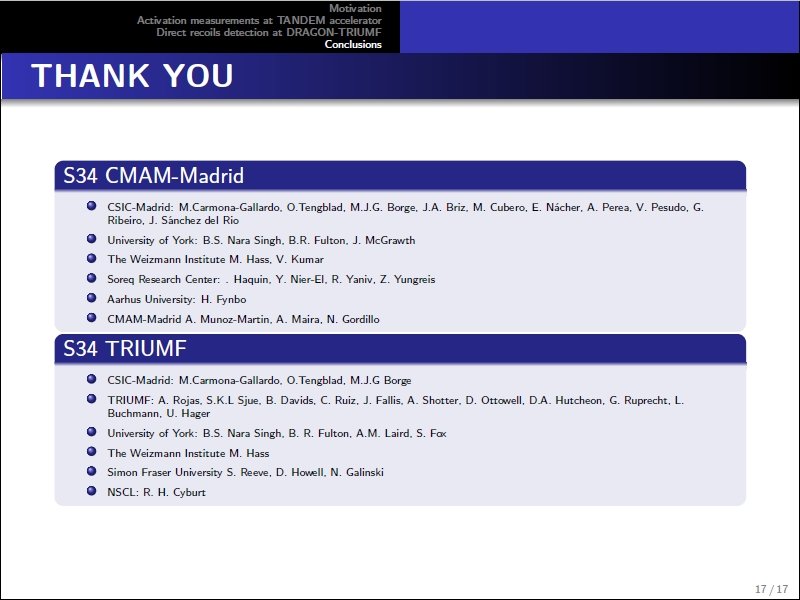 Motivation
Activation measurements at TANDEM accelerator
Direct recoils detection at DRAGON-TRIUMF
Conclusions
THANK YOU
S34 CMAM-Madrid
CSIC-Madrid: M.Carmona-Gallardo, O.Tengblad, M.J.G. Borge, J.A. Briz, M. Cubero, E. Nácher, A. Perea, V. Pesudo, G.
Ribeiro, J. Sánchez del Rio
University of York: B.S. Nara Singh, B.R. Fulton, J. McGrawth
The Weizmann Institute M. Hass, V. Kumar
Soreq Research Center: . Haquin, Y. Nier-El, R. Yaniv, Z. Yungreis
Aarhus University: H. Fynbo
CMAM-Madrid A. Munoz-Martin, A. Maira, N. Gordillo
S34 TRIUMF
CSIC-Madrid: M.Carmona-Gallardo, O.Tengblad, M.J.G Borge
TRIUMF: A. Rojas, S.K.L Sjue, B. Davids, C. Ruiz, J. Fallis, A. Shotter, D. Ottowell, D.A. Hutcheon, G. Ruprecht, L.
Buchmann, U. Hager
University of York: B.S. Nara Singh, B. R. Fulton, A.M. Laird, S. Fox
The Weizmann Institute M. Hass
Simon Fraser University S. Reeve, D. Howell, N. Galinski
NSCL: R. H. Cyburt
17 / 17